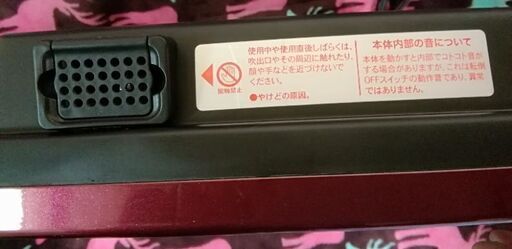 使用中や使用直後しばらくは、
吹出口やその周辺に触れたり、
顔や手などを近づけないで
ください。
●やけどの原因。
接触禁止
本体内部の音について
本体を動かすと内部でコトコト音が
する場合がありますが、これは転倒
OFFスイッチの動作音であり、異常
ではありません。